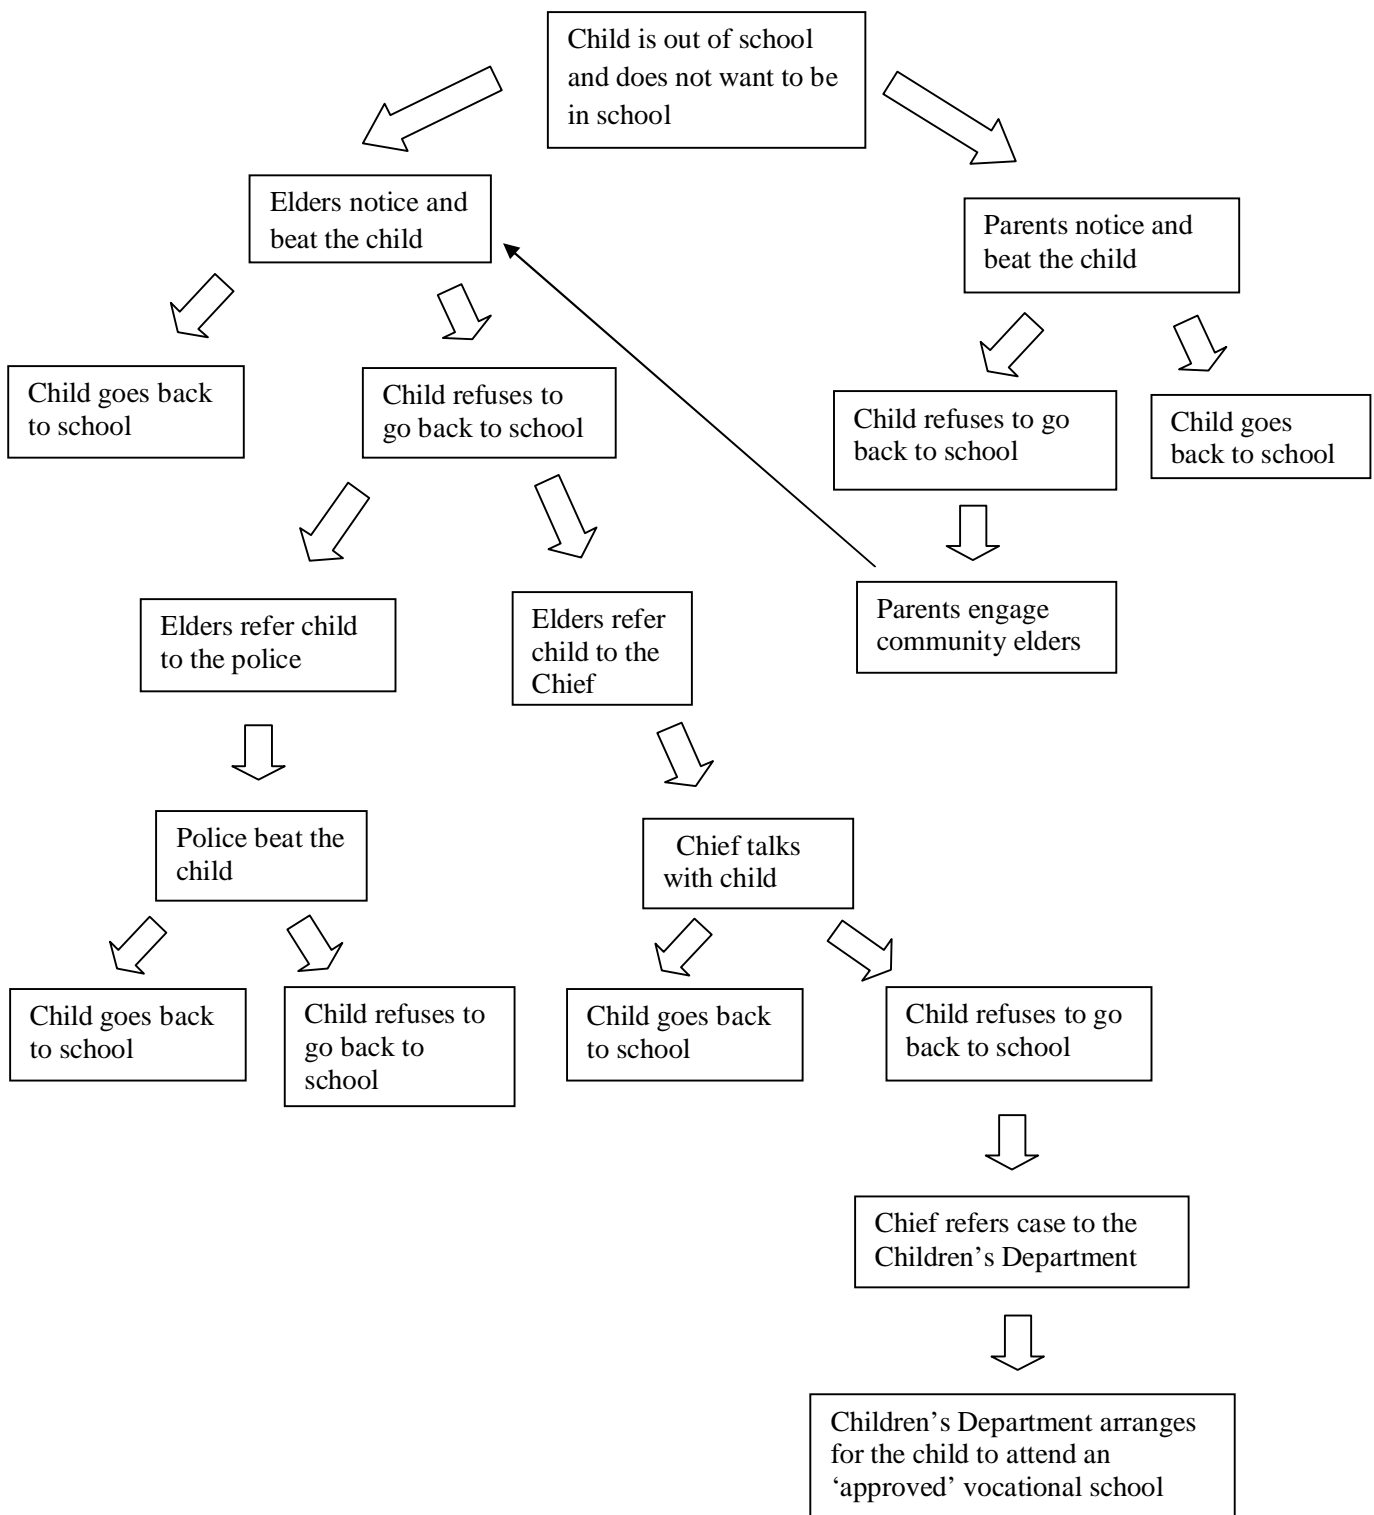 Child is out of school
and does not want to be
in school
Elders notice and
beat the child
Parents notice and
beat the child
Child goes back
to school
Child refuses to
go back to school
Child refuses to go
back to school
Child goes
back to school
Elders refer child
to the police
Elders refer
child to the
Chief
Parents engage
community elders
Police beat the
child
Chief talks
with child
Child goes back
to school
Child refuses to
go back to
school
Child goes back
to school
Child refuses to go
back to school
Chief refers case to the
Children’s Department
Children’s Department arranges
for the child to attend an
‘approved’ vocational school